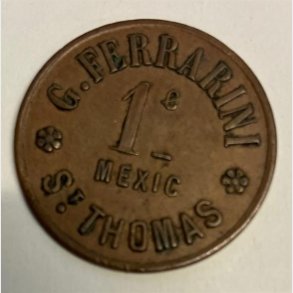 G. FERRARINI
1c
MEXIC
ST THOMAS